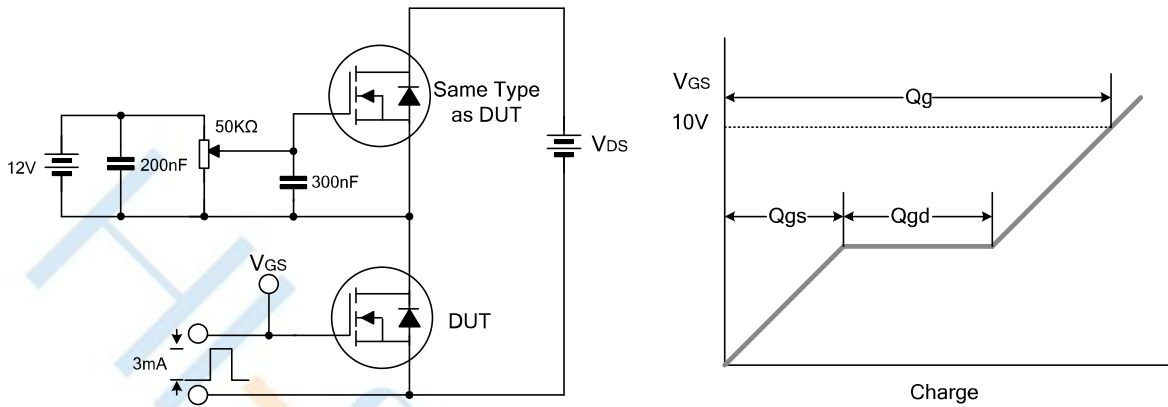 Same Type
as DUT
50KΩ
12V
200nF
300nF
VDS
VGS
DUT
3mA
VGS
10V
Qg
Qgs
Qgd
Charge